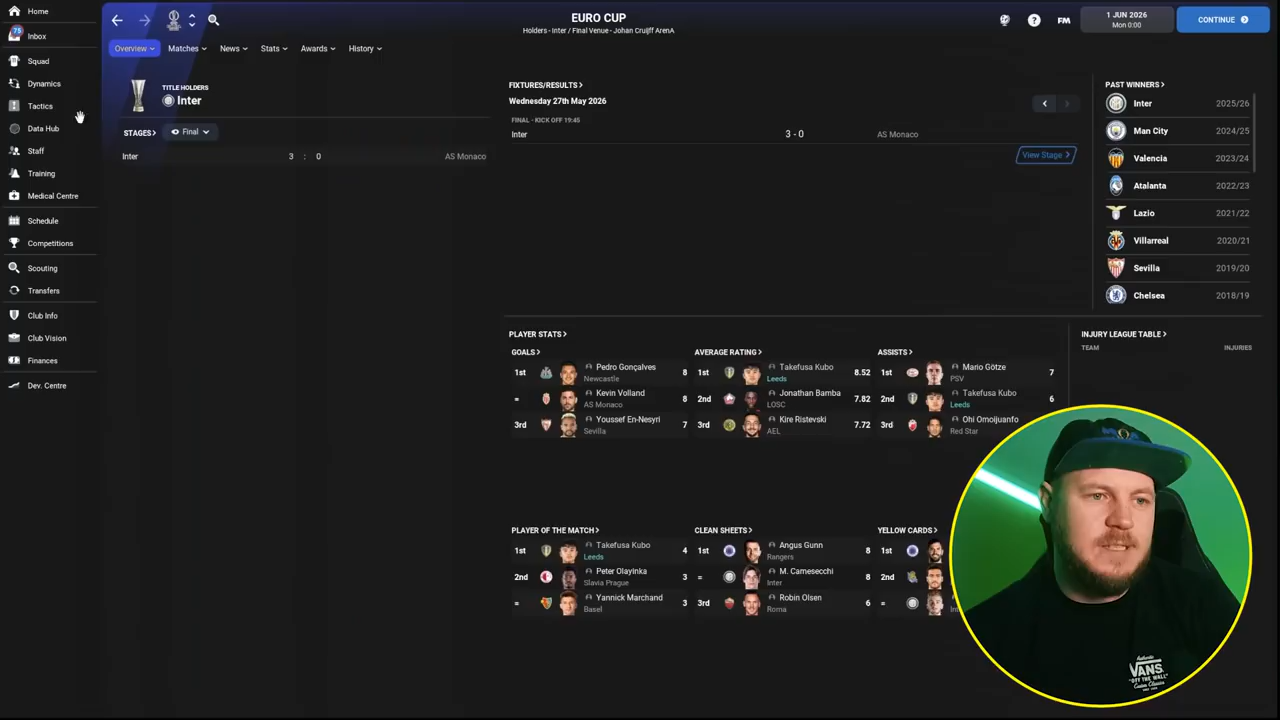 Home
Inbox
75
Squad
Dynamics
Tactics
Data Hub
Staff
Training
Medical Centre
Schedule
Competitions
Scouting
Transfers
Club Info
Club Vision
Finances
Dev. Centre
EURO CUP
Holders - Inter / Final Venue - Johan Cruijff ArenA
FM
1 JUN 2026
Mon 0:00
CONTINUE
Overview
Matches
News
Stats
Awards
History
TITLE HOLDERS
Inter
STAGES
Final
Inter 3 : 0 AS Monaco
FIXTURES/RESULTS
Wednesday 27th May 2026
FINAL - KICK OFF 19:45
Inter 3 - 0 AS Monaco
View Stage
PAST WINNERS
Inter 2025/26
Man City 2024/25
Valencia 2023/24
Atalanta 2022/23
Lazio 2021/22
Villarreal 2020/21
Sevilla 2019/20
Chelsea 2018/19
PLAYER STATS
GOALS
1st Pedro Gonçalves 8
Newcastle
= Kevin Volland 8
AS Monaco
3rd Youssef En-Nesyri 7
Sevilla
AVERAGE RATING
1st Takefusa Kubo 8.52
Leeds
2nd Jonathan Bamba 7.82
LOSC
3rd Kire Ristevski 7.72
AEL
ASSISTS
1st Mario Götze 7
PSV
2nd Takefusa Kubo 6
Leeds
3rd Ohi Omoijuanfo
Red Star
INJURY LEAGUE TABLE
TEAM INJURIES
PLAYER OF THE MATCH
1st Takefusa Kubo 4
Leeds
2nd Peter Olayinka 3
Slavia Prague
= Yannick Marchand 3
Basel
CLEAN SHEETS
1st Angus Gunn 8
Rangers
= M. Carnesecchi 8
Inter
3rd Robin Olsen 6
Roma
YELLOW CARDS
1st
2nd
=
VANS
"OFF THE WALL"